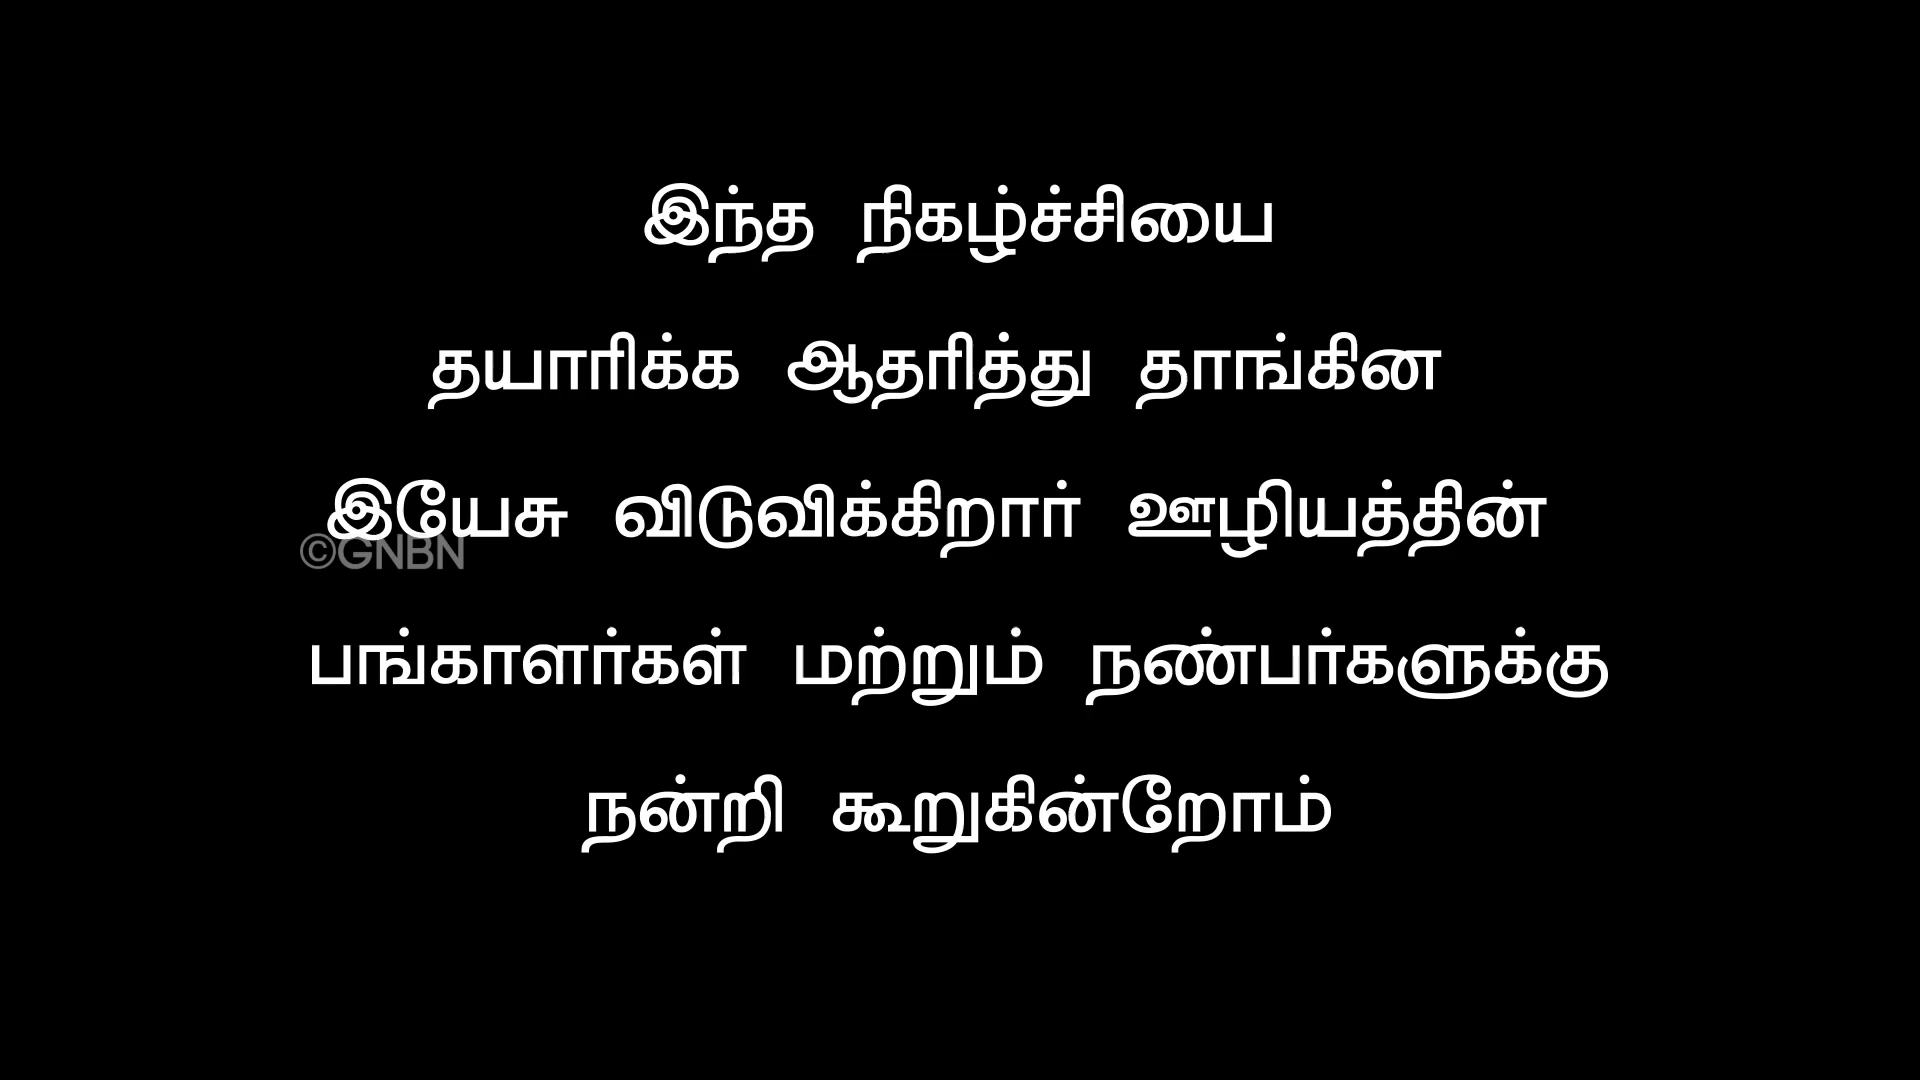 இந்த நிகழ்ச்சியை
தயாரிக்க ஆதரித்து தாங்கின
இயேசு விடுவிக்கிறார் ஊழியத்தின்
©GNBN
பங்காளர்கள் மற்றும் நண்பர்களுக்கு
நன்றி கூறுகின்றோம்